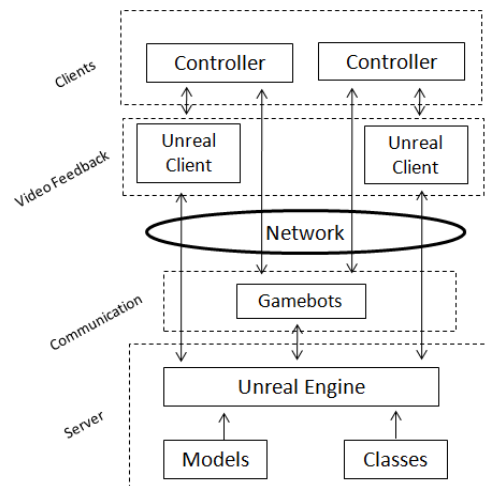 Clients
Controller
Controller
Video Feedback
Unreal
Client
Unreal
Client
Network
Communication
Gamebots
Server
Unreal Engine
Models
Classes